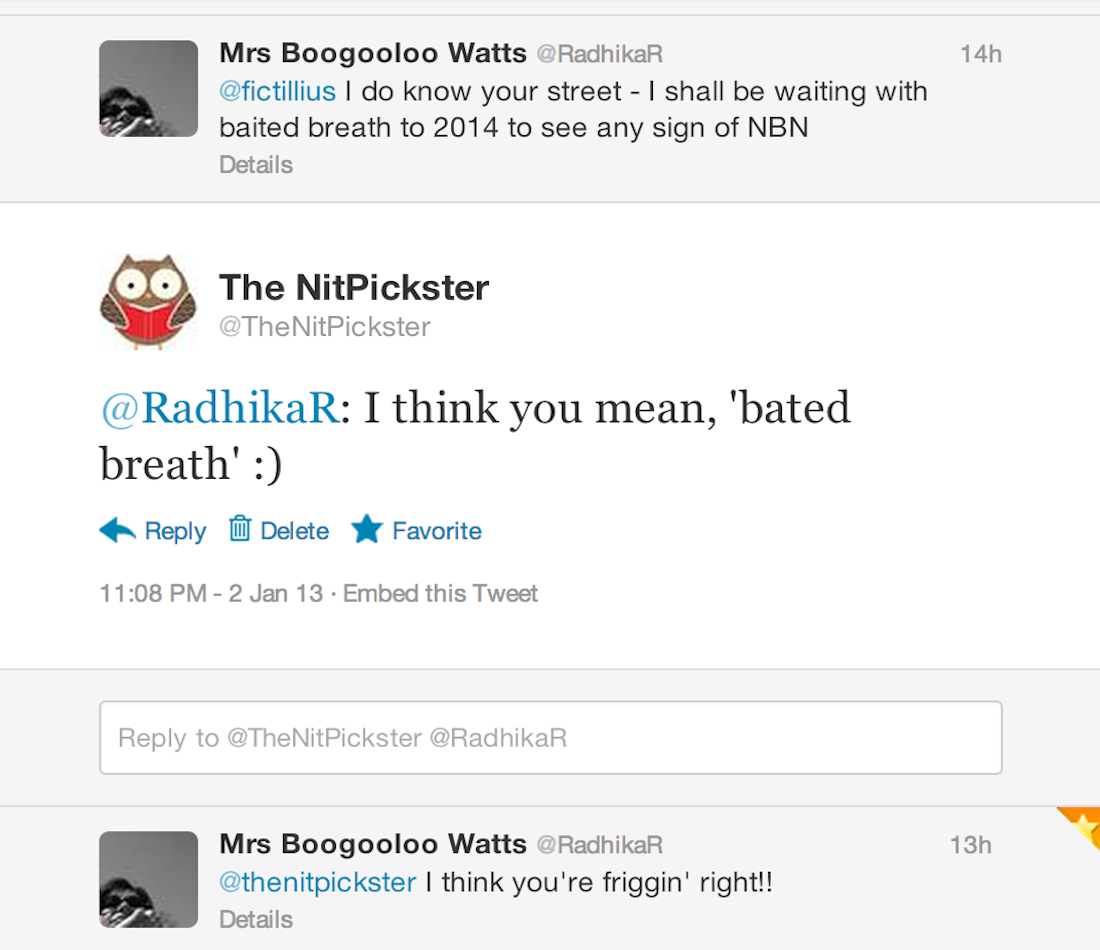 Mrs Boogooloo Watts @RadhikaR 14h
@fictillius I do know your street - I shall be waiting with
baited breath to 2014 to see any sign of NBN
Details
The NitPickster
@TheNitPickster
@RadhikaR: I think you mean, 'bated
breath' :)
Reply Delete Favorite
11:08 PM - 2 Jan 13 · Embed this Tweet
Reply to @TheNitPickster @RadhikaR
Mrs Boogooloo Watts @RadhikaR 13h
@thenitpickster I think you're friggin' right!!
Details